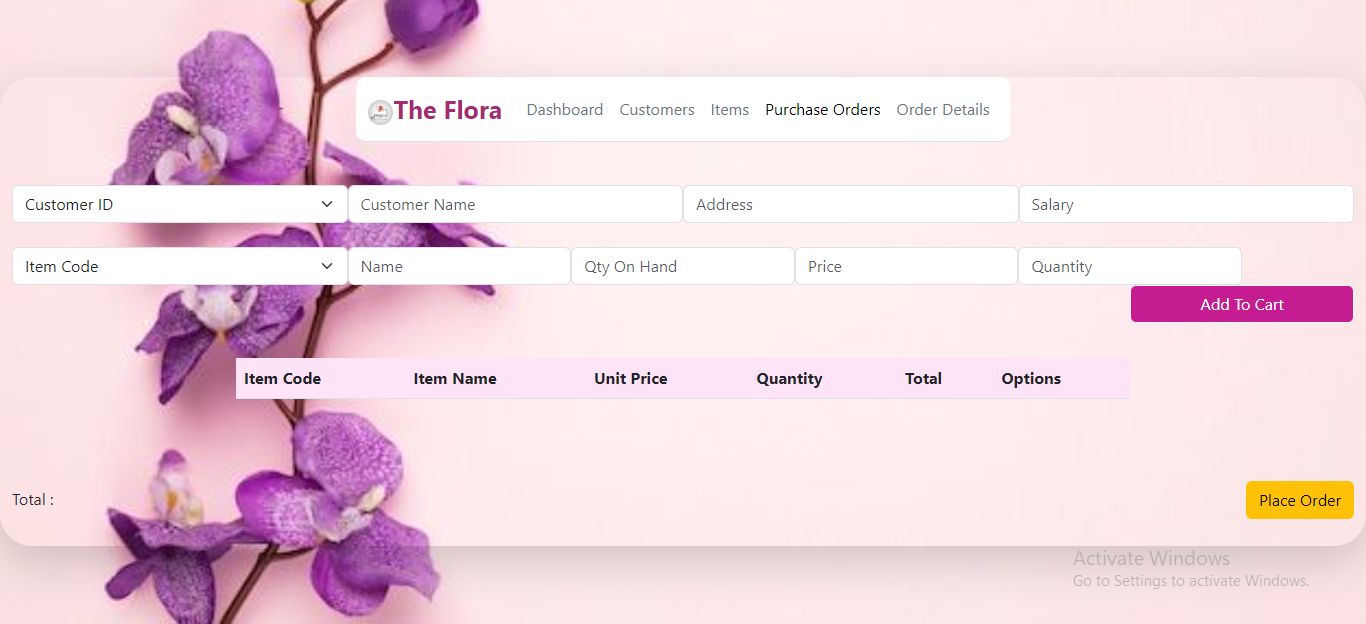 The Flora Dashboard Customers Items Purchase Orders Order Details
Customer ID Customer Name Address Salary
Item Code Name Qty On Hand Price Quantity
Add To Cart
Item Code Item Name Unit Price Quantity Total Options
Total : Place Order
Activate Windows
Go to Settings to activate Windows.